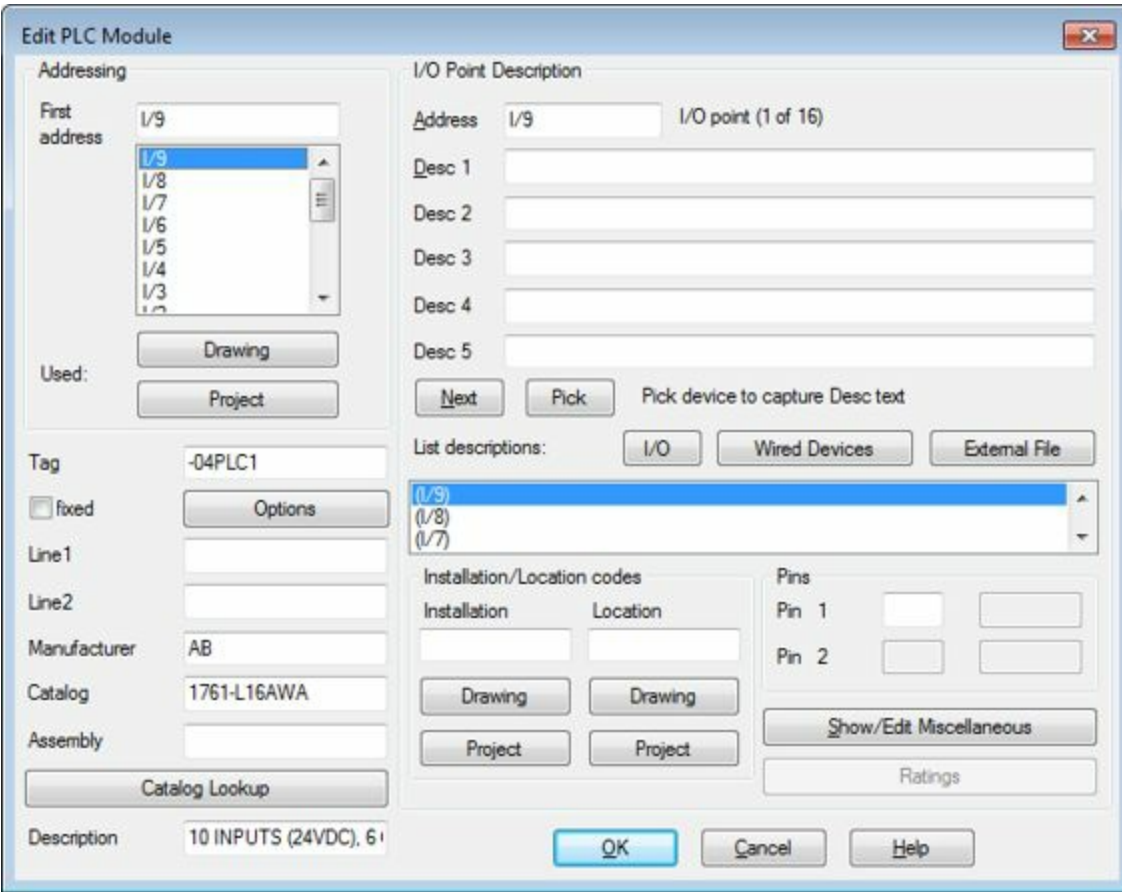 Edit PLC Module
Addressing
First address
I/9
I/9
I/8
I/7
I/6
I/5
I/4
I/3
Used:
Drawing
Project
Tag
-04PLC1
fixed
Options
Line1
Line2
Manufacturer
AB
Catalog
1761-L16AWA
Assembly
Catalog Lookup
Description
10 INPUTS (24VDC), 6
I/O Point Description
Address
I/9
I/O point (1 of 16)
Desc 1
Desc 2
Desc 3
Desc 4
Desc 5
Next
Pick
Pick device to capture Desc text
List descriptions:
I/O
Wired Devices
External File
(I/9)
(I/8)
(I/7)
Installation/Location codes
Installation
Location
Drawing
Drawing
Project
Project
Pins
Pin 1
Pin 2
Show/Edit Miscellaneous
Ratings
OK
Cancel
Help